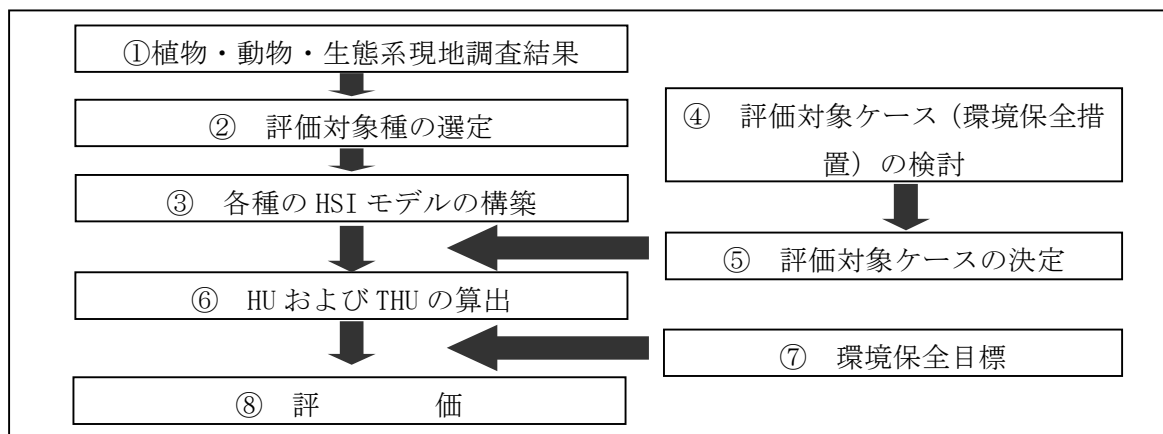 ①植物・動物・生態系現地調査結果
② 評価対象種の選定
③ 各種の HSI モデルの構築
④ 評価対象ケース（環境保全措
置）の検討
⑤ 評価対象ケースの決定
⑥ HU および THU の算出
⑦ 環境保全目標
⑧ 評 価